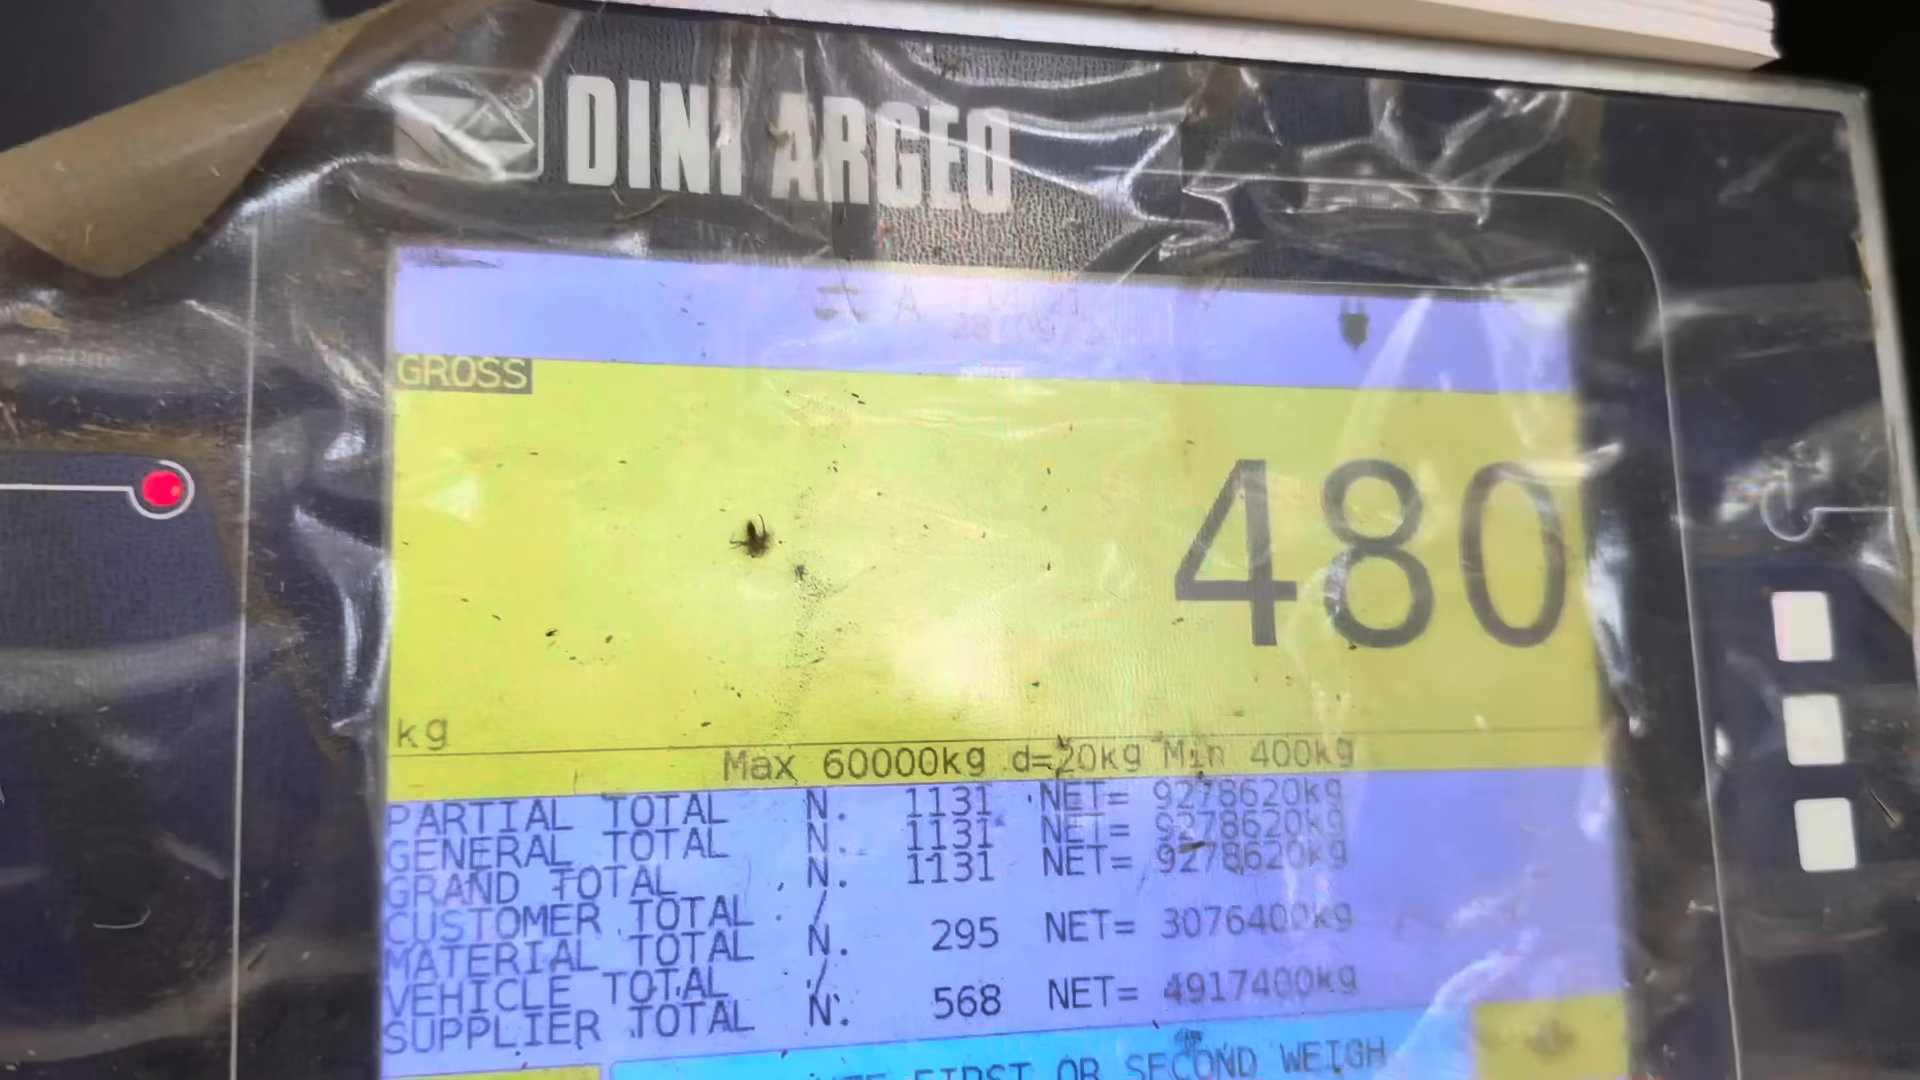 DINI ARGEO
A
GROSS
480
kg
Max 60000kg d=20kg Min 400kg
PARTIAL TOTAL N. 1131 NET= 9278620kg
GENERAL TOTAL N. 1131 NET= 9278620kg
GRAND TOTAL N. 1131 NET= 9278620kg
CUSTOMER TOTAL /
MATERIAL TOTAL N. 295 NET= 3076400kg
VEHICLE TOTAL /
SUPPLIER TOTAL N. 568 NET= 4917400kg
FIRST OR SECOND WEIGH